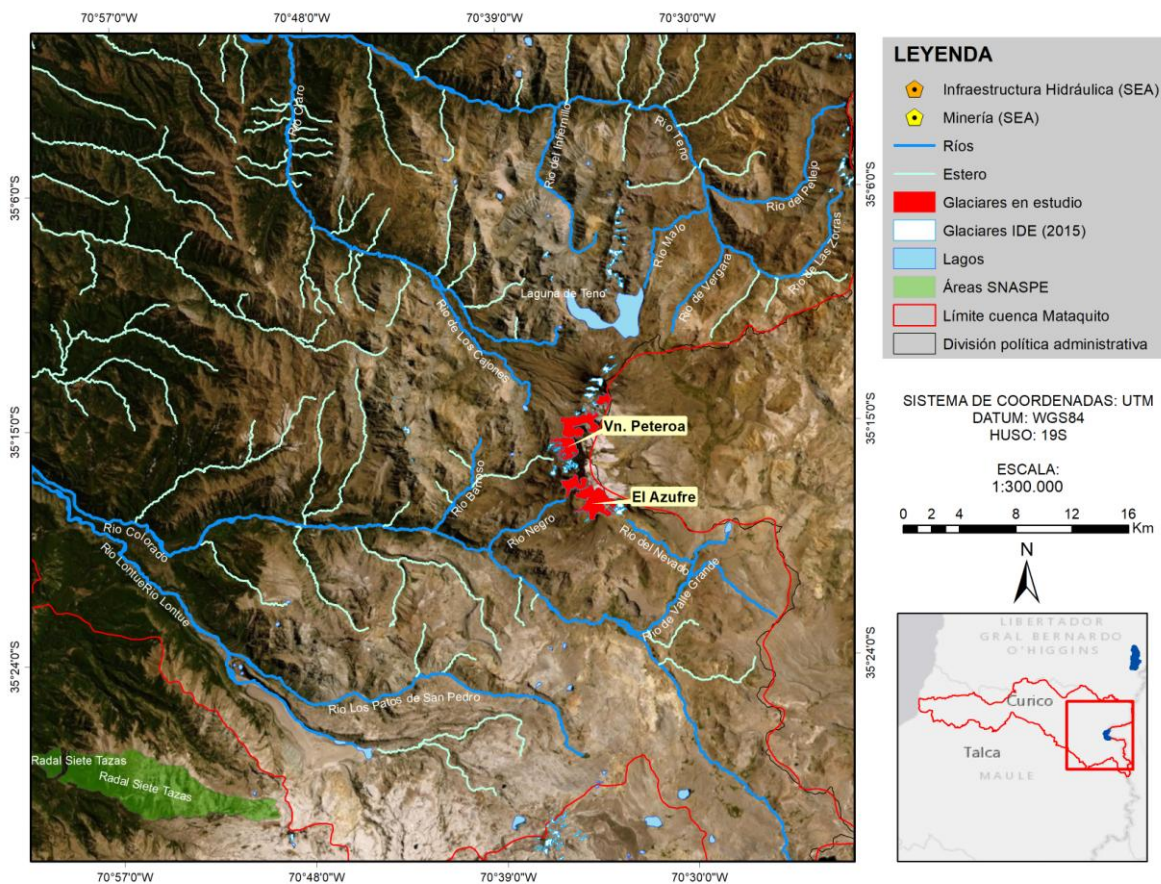 70°57'0"W
70°48'0"W
70°39'0"W
70°30'0"W
35°6'0"S
35°15'0"S
35°24'0"S
35°6'0"S
35°15'0"S
35°24'0"S
70°57'0"W
70°48'0"W
70°39'0"W
70°30'0"W
Río Claro
Río del Infiernillo
Río Teno
Río del Pellejo
Río Malo
Río de Las Zorras
Río de Vergara
Laguna de Teno
Río de Los Cajones
Vn. Peteroa
El Azufre
Río Barroso
Río Negro
Río del Nevado
Río de Valle Grande
Río Colorado
Río Lontué
Río Lontué
Río Los Patos de San Pedro
Radal Siete Tazas
Radal Siete Tazas
LEYENDA
Infraestructura Hidráulica (SEA)
Minería (SEA)
Ríos
Estero
Glaciares en estudio
Glaciares IDE (2015)
Lagos
Áreas SNASPE
Límite cuenca Mataquito
División política administrativa
SISTEMA DE COORDENADAS: UTM
DATUM: WGS84
HUSO: 19S
ESCALA:
1:300.000
0 2 4 8 12 16
Km
N
LIBERTADOR
GRAL BERNARDO
O'HIGGINS
Curico
Talca
MAULE